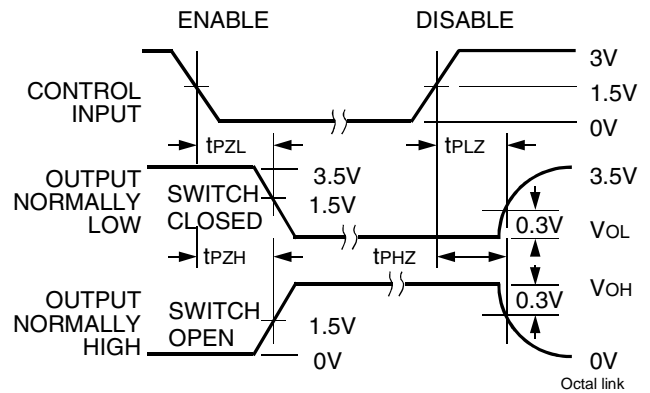 ENABLE DISABLE
3V
CONTROL
INPUT
1.5V
0V
tPZL tPLZ
OUTPUT
NORMALLY
LOW
SWITCH
CLOSED
3.5V
1.5V
3.5V
0.3V
VOL
tPZH tPHZ
OUTPUT
NORMALLY
HIGH
SWITCH
OPEN
1.5V
0V
VOH
0.3V
0V
Octal link